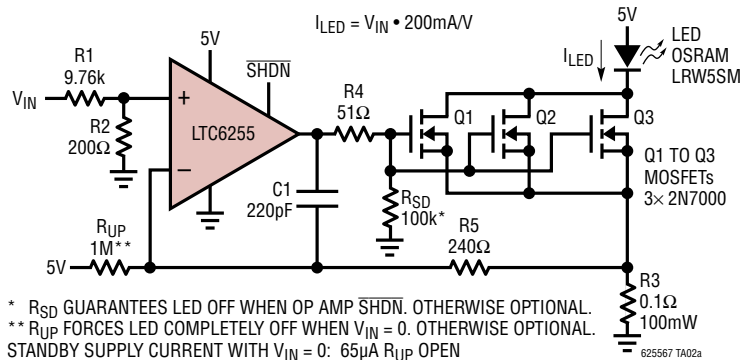 I_LED = V_IN • 200mA/V
5V
LED
OSRAM
LRW5SM
I_LED
5V
SHDN
R1
9.76k
V_IN
R2
200Ω
+
−
LTC6255
R4
51Ω
Q1
Q2
Q3
Q1 TO Q3
MOSFETs
3× 2N7000
C1
220pF
R_SD
100k*
R_UP
1M**
5V
R5
240Ω
R3
0.1Ω
100mW
* R_SD GUARANTEES LED OFF WHEN OP AMP SHDN. OTHERWISE OPTIONAL.
** R_UP FORCES LED COMPLETELY OFF WHEN V_IN = 0. OTHERWISE OPTIONAL.
STANDBY SUPPLY CURRENT WITH V_IN = 0: 65µA R_UP OPEN
625567 TA02a